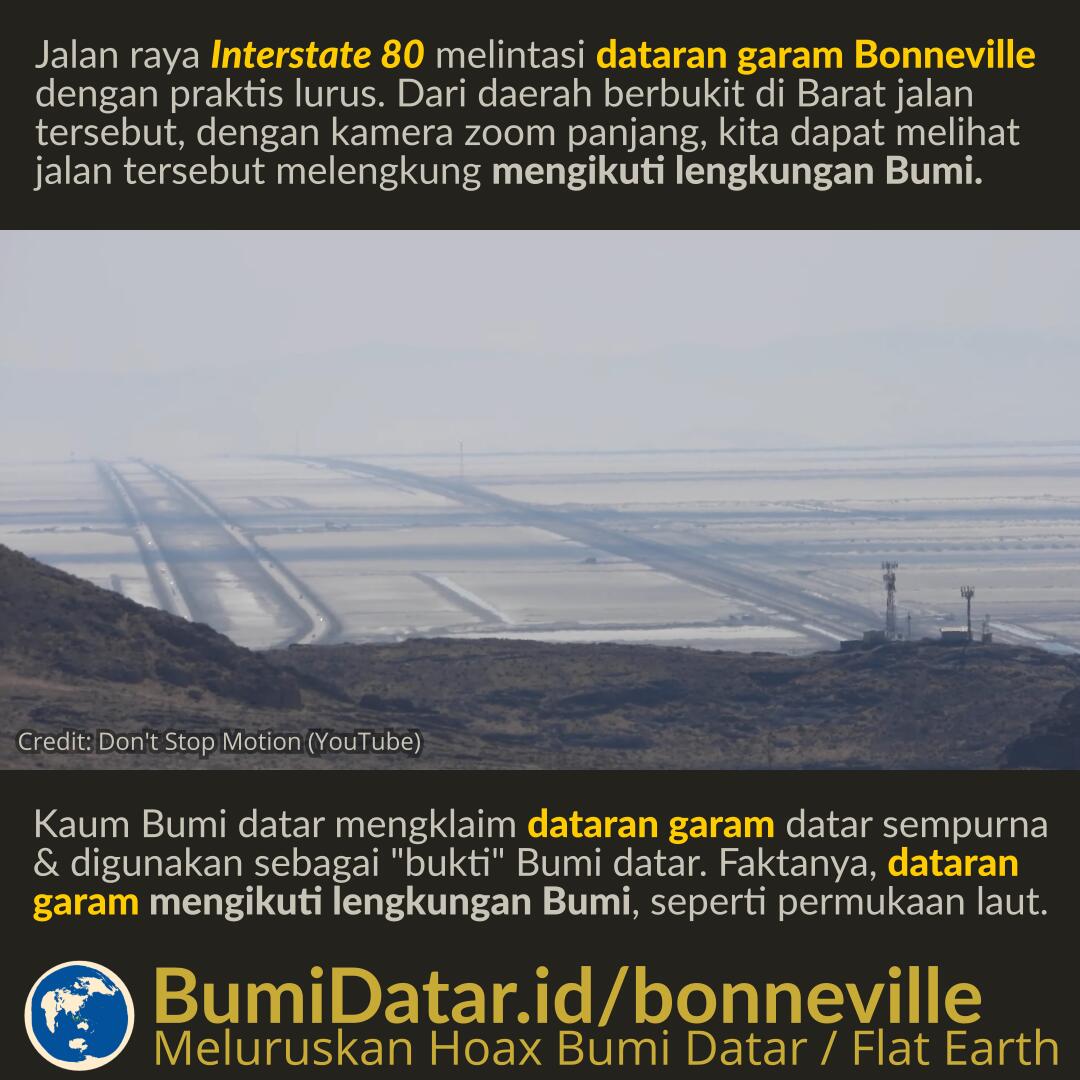 Jalan raya Interstate 80 melintasi dataran garam Bonneville
dengan praktis lurus. Dari daerah berbukit di Barat jalan
tersebut, dengan kamera zoom panjang, kita dapat melihat
jalan tersebut melengkung mengikuti lengkungan Bumi.
Credit: Don't Stop Motion (YouTube)
Kaum Bumi datar mengklaim dataran garam datar sempurna
& digunakan sebagai "bukti" Bumi datar. Faktanya, dataran
garam mengikuti lengkungan Bumi, seperti permukaan laut.
BumiDatar.id/bonneville
Meluruskan Hoax Bumi Datar / Flat Earth